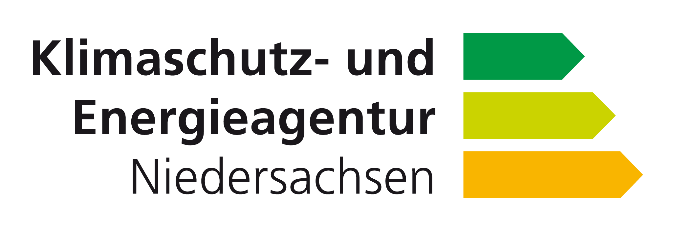 Klimaschutz- und
Energieagentur
Niedersachsen